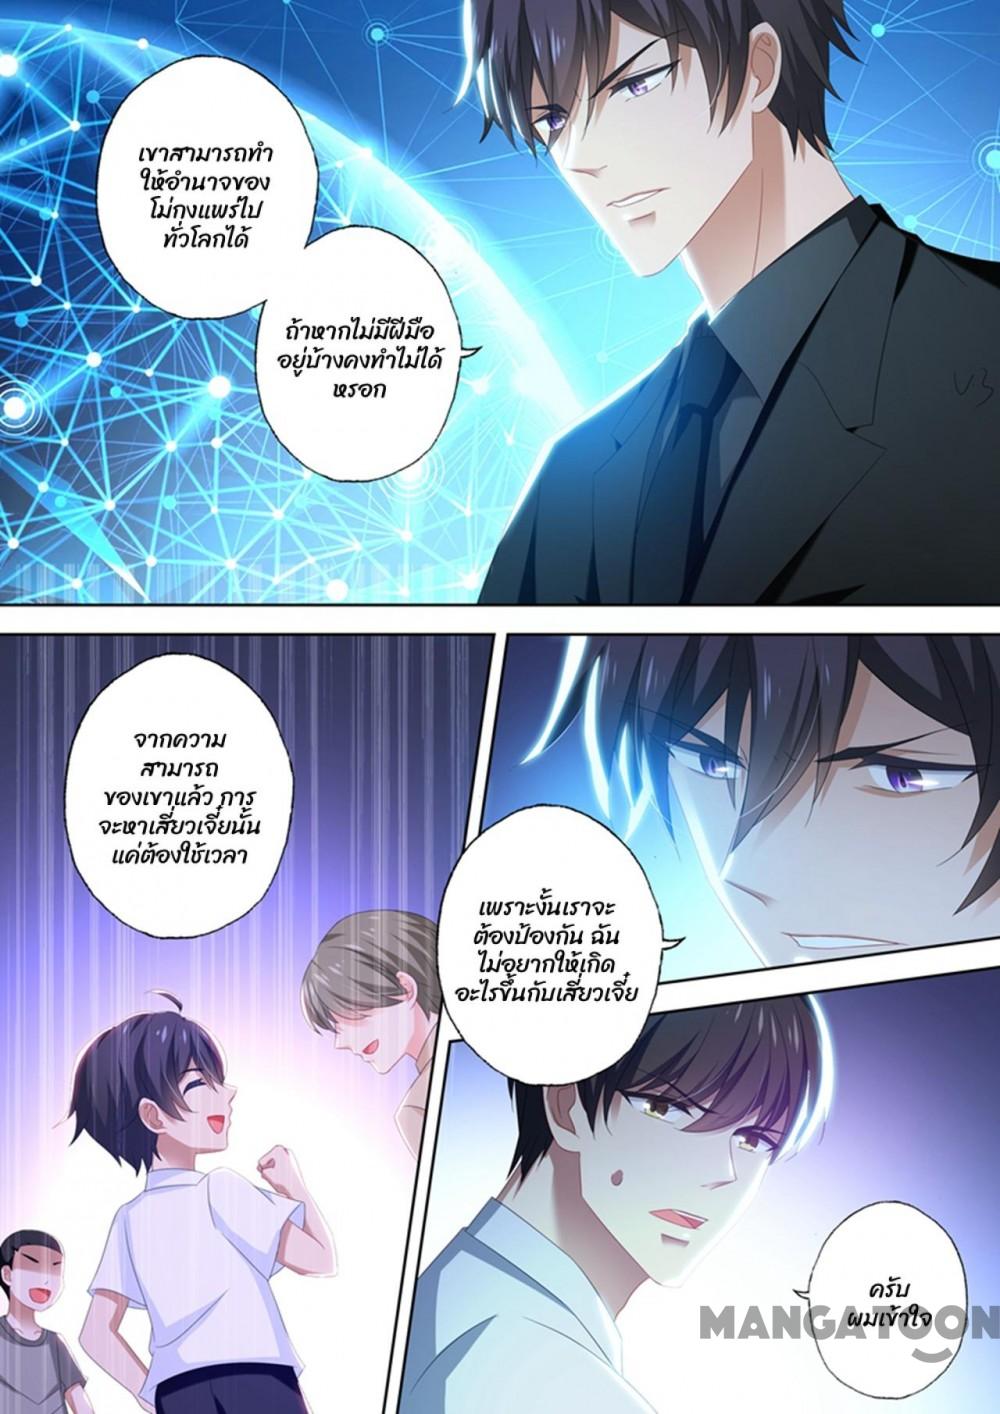 เขาสามารถทำ
ให้อำนาจของ
โม่กงแพร่ไป
ทั่วโลกได้
ถ้าหากไม่มีฝีมือ
อยู่บ้างคงทำไม่ได้
หรอก
จากความ
สามารถ
ของเขาแล้ว การ
จะหาเสี่ยวเจี๋ยนั้น
แค่ต้องใช้เวลา
เพราะงั้นเราจะ
ต้องป้องกัน ฉัน
ไม่อยากให้เกิด
อะไรขึ้นกับเสี่ยวเจี๋ย
ครับ
ผมเข้าใจ
MANGATOON